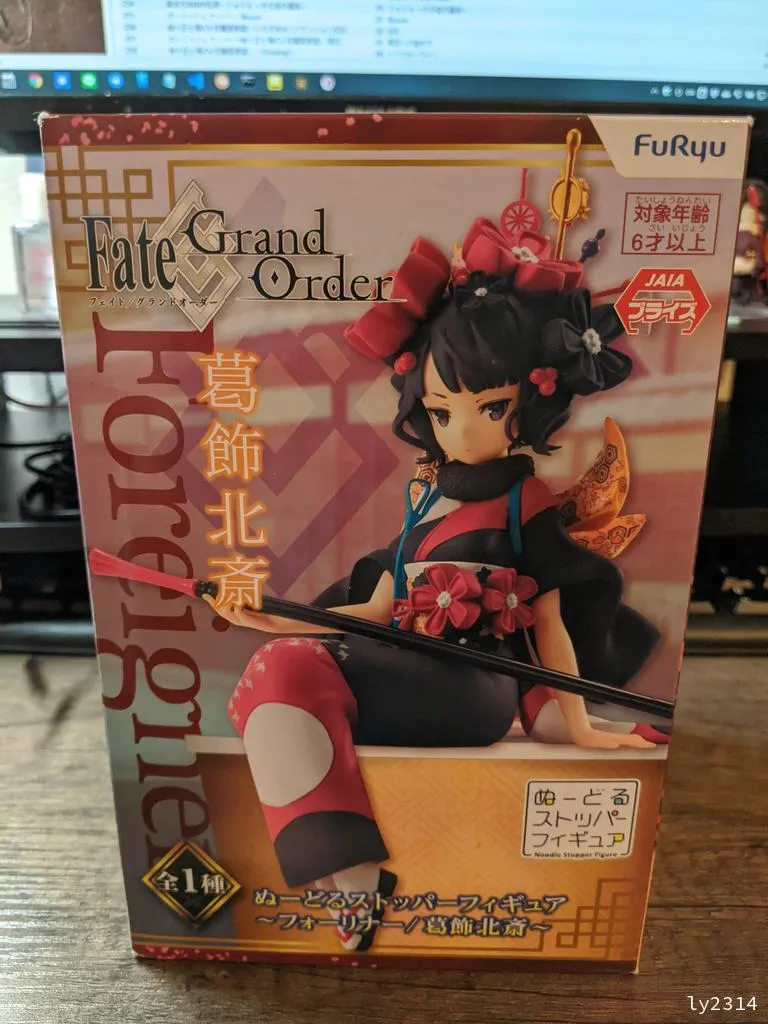 FuRyu
たいしょうねんれい
対象年齢
さい いじょう
6才以上
JAIA
プライズ
Fate Grand Order
フェイト/グランドオーダー
Foreigner
葛飾北斎
ぬーどる
ストッパー
フィギュア
Noodle Stopper Figure
全1種
ぬーどるストッパーフィギュア
~フォーリナー/葛飾北斎~
ly2314